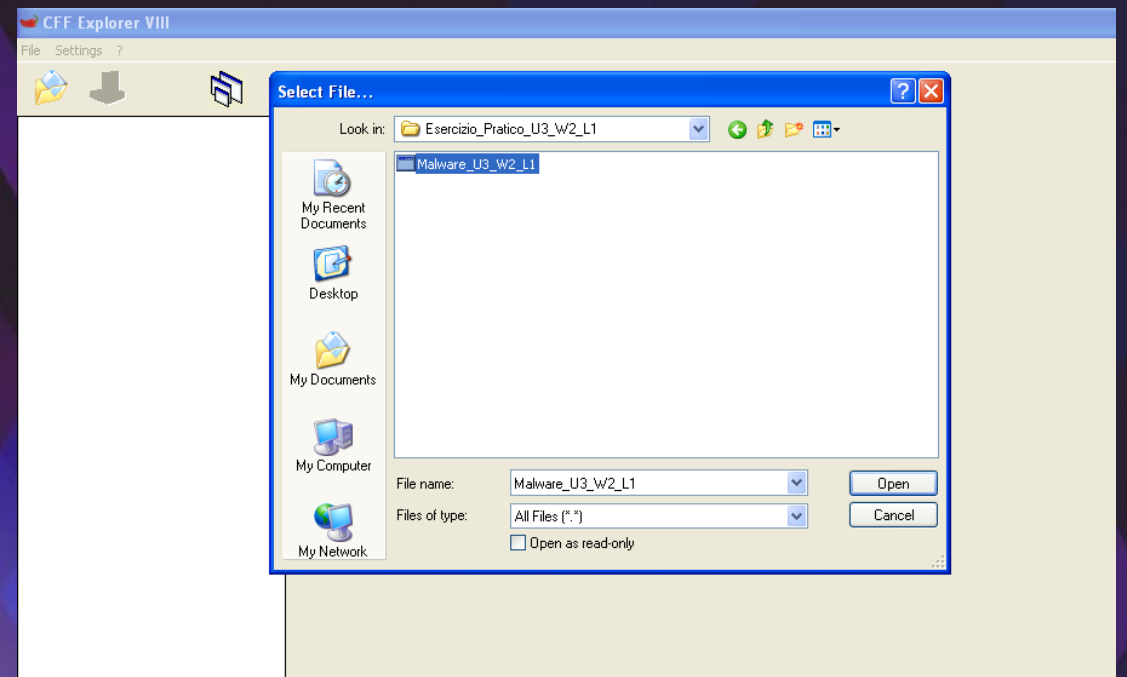 CFF Explorer VIII
File Settings ?
Select File...
Look in: Esercizio_Pratico_U3_W2_L1
Malware_U3_W2_L1
My Recent
Documents
Desktop
My Documents
My Computer
My Network
File name: Malware_U3_W2_L1 Open
Files of type: All Files (*.*) Cancel
Open as read-only